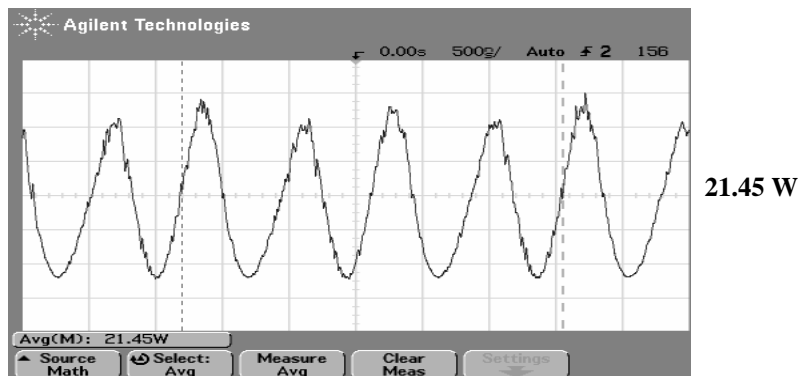 Agilent Technologies
0.00s 500g/ Auto 2 156
21.45 W
Avg(M): 21.45W
Source Math
Select: Avg
Measure Avg
Clear Meas
Settings